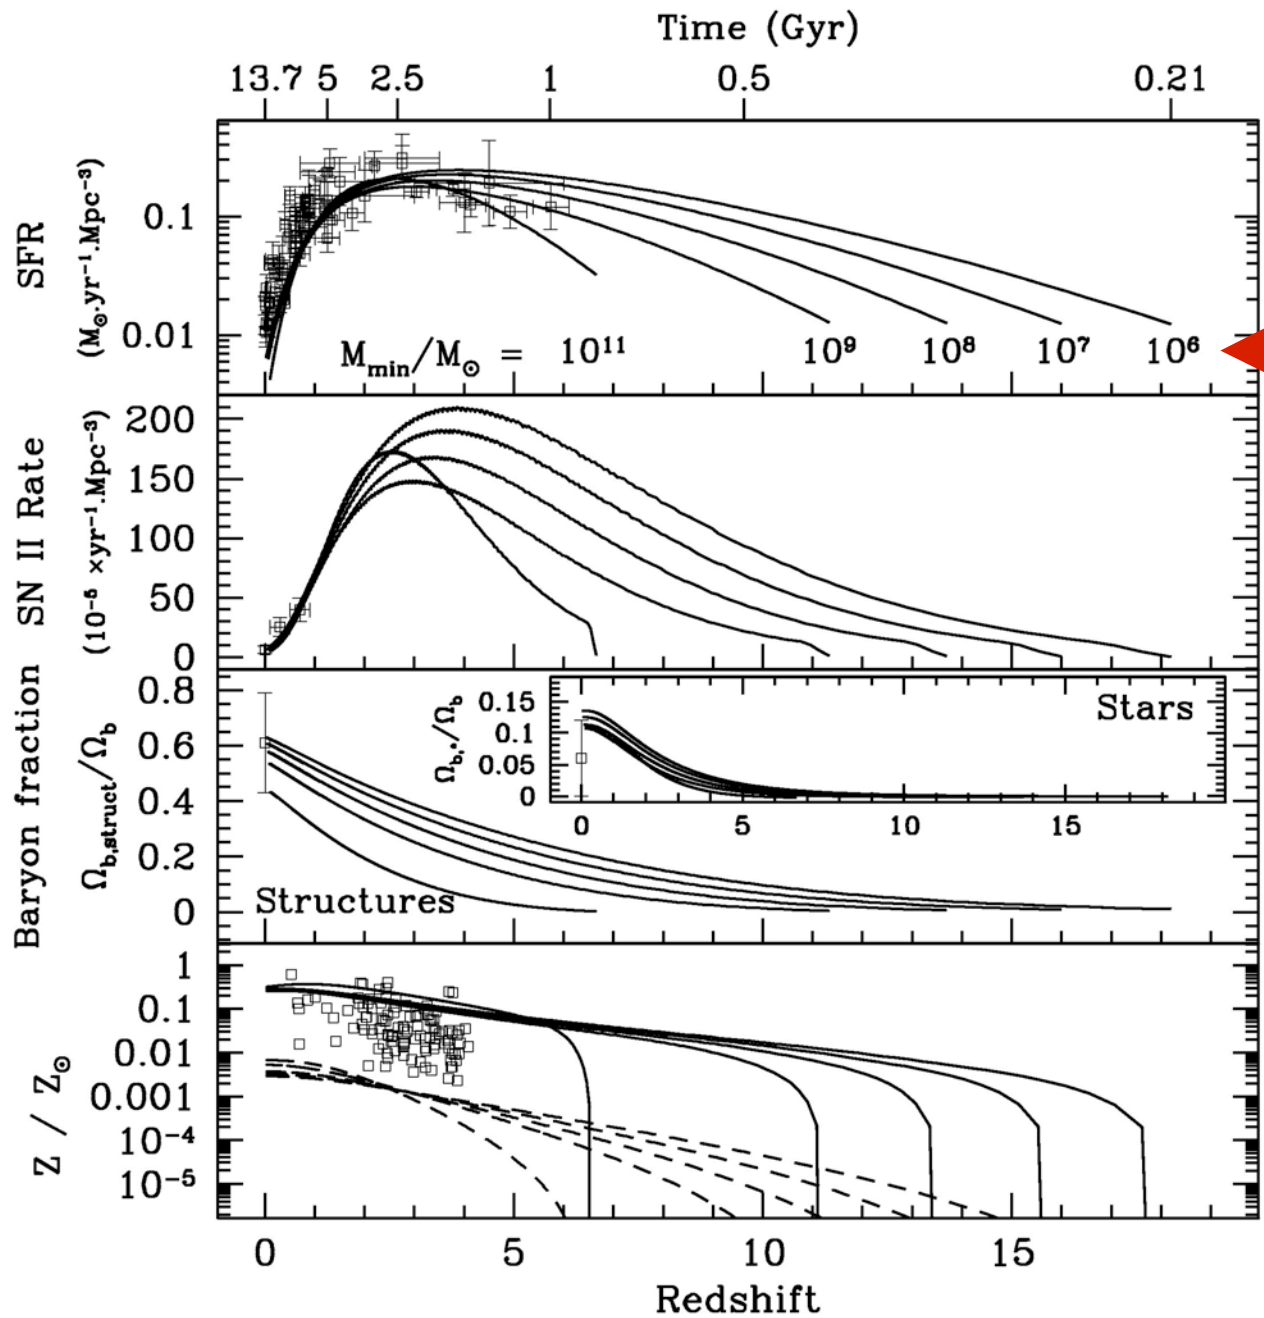 Time (Gyr)
13.7 5 2.5 1 0.5 0.21
SFR
(M⊙.yr⁻¹.Mpc⁻³)
0.1
0.01
M_min/M⊙ = 10¹¹ 10⁹ 10⁸ 10⁷ 10⁶
SN II Rate
(10⁻⁵ ×yr⁻¹.Mpc⁻³)
200
150
100
50
0
Baryon fraction
Ω_b,struct/Ω_b
0.8
0.6
0.4
0.2
0
Structures
Ω_b,*/Ω_b
0.15
0.1
0.05
0
Stars
0 5 10 15
Z / Z⊙
1
0.1
0.01
0.001
10⁻⁴
10⁻⁵
0 5 10 15
Redshift